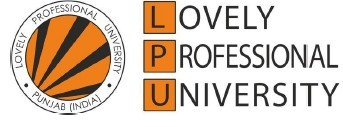 LOVELY PROFESSIONAL UNIVERSITY
• PUNJAB (INDIA) •
LOVELY
PROFESSIONAL
UNIVERSITY